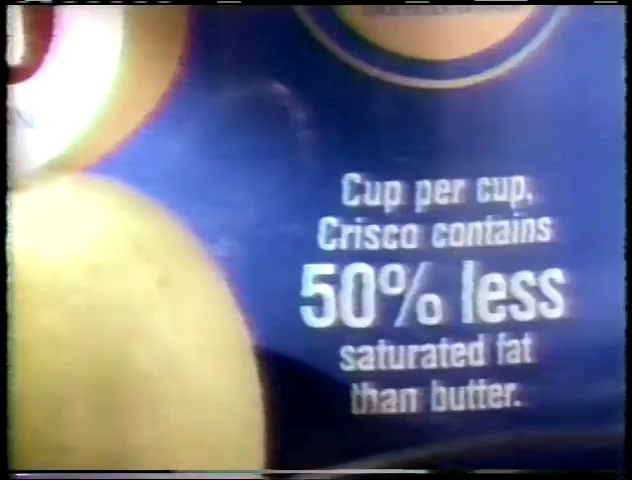 Cup per cup,
Crisco contains
50% less
saturated fat
than butter.